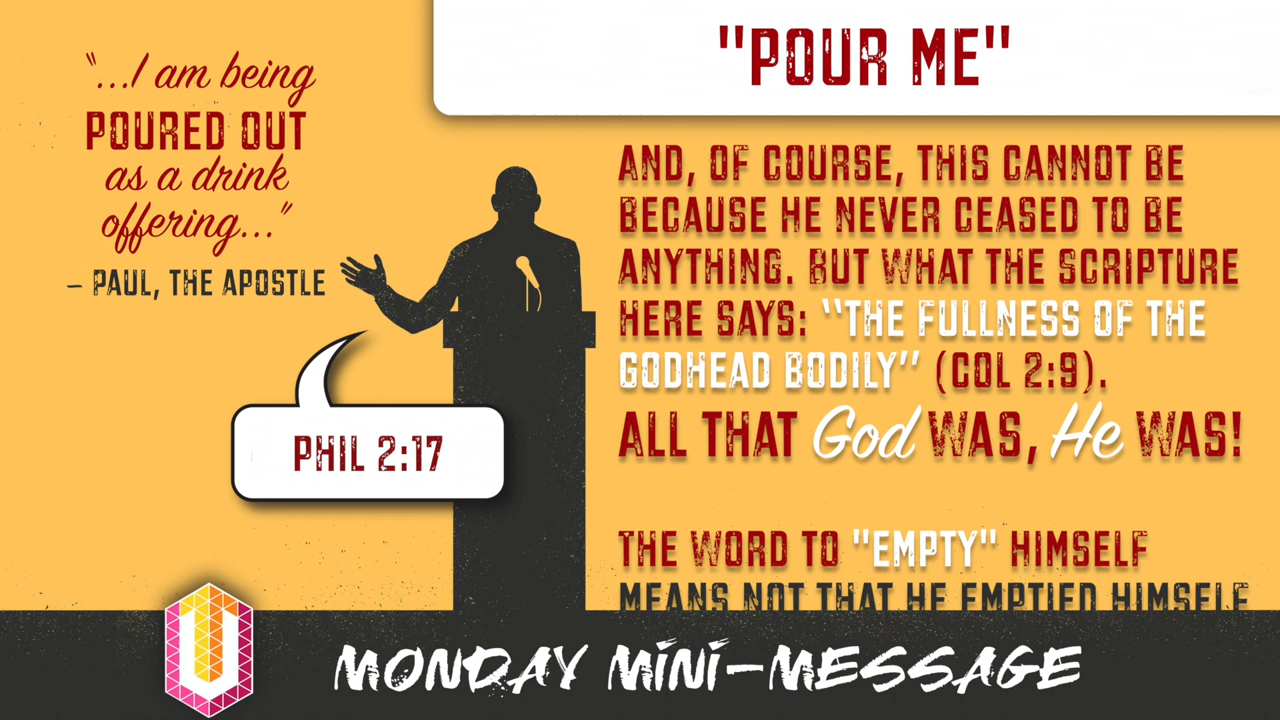 "POUR ME"
"...I am being
POURED OUT
as a drink
offering..."
– PAUL, THE APOSTLE
PHIL 2:17
AND, OF COURSE, THIS CANNOT BE
BECAUSE HE NEVER CEASED TO BE
ANYTHING. BUT WHAT THE SCRIPTURE
HERE SAYS: "THE FULLNESS OF THE
GODHEAD BODILY" (COL 2:9).
ALL THAT God WAS, He WAS!
THE WORD TO "EMPTY" HIMSELF
MEANS NOT THAT HE EMPTIED HIMSELF
U
MONDAY MINI-MESSAGE